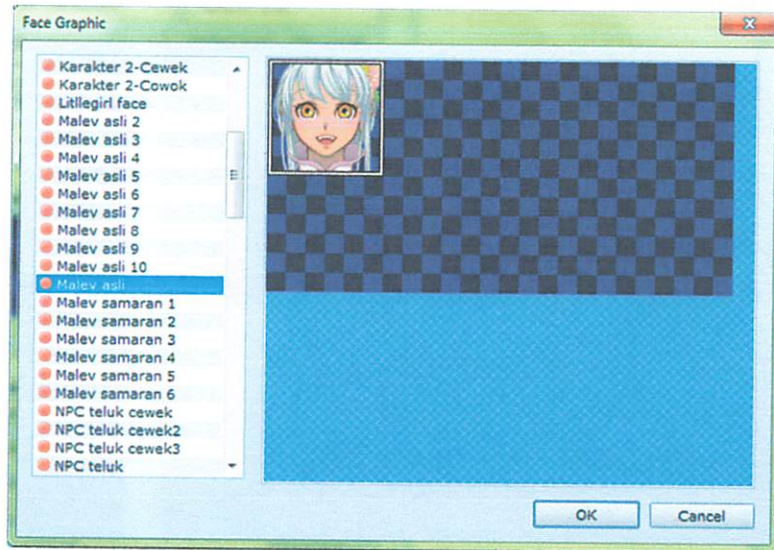 Face Graphic
Karakter 2-Cewek
Karakter 2-Cowok
Litllegirl face
Malev asli 2
Malev asli 3
Malev asli 4
Malev asli 5
Malev asli 6
Malev asli 7
Malev asli 8
Malev asli 9
Malev asli 10
Malev asli
Malev samaran 1
Malev samaran 2
Malev samaran 3
Malev samaran 4
Malev samaran 5
Malev samaran 6
NPC teluk cewek
NPC teluk cewek2
NPC teluk cewek3
NPC teluk
OK
Cancel